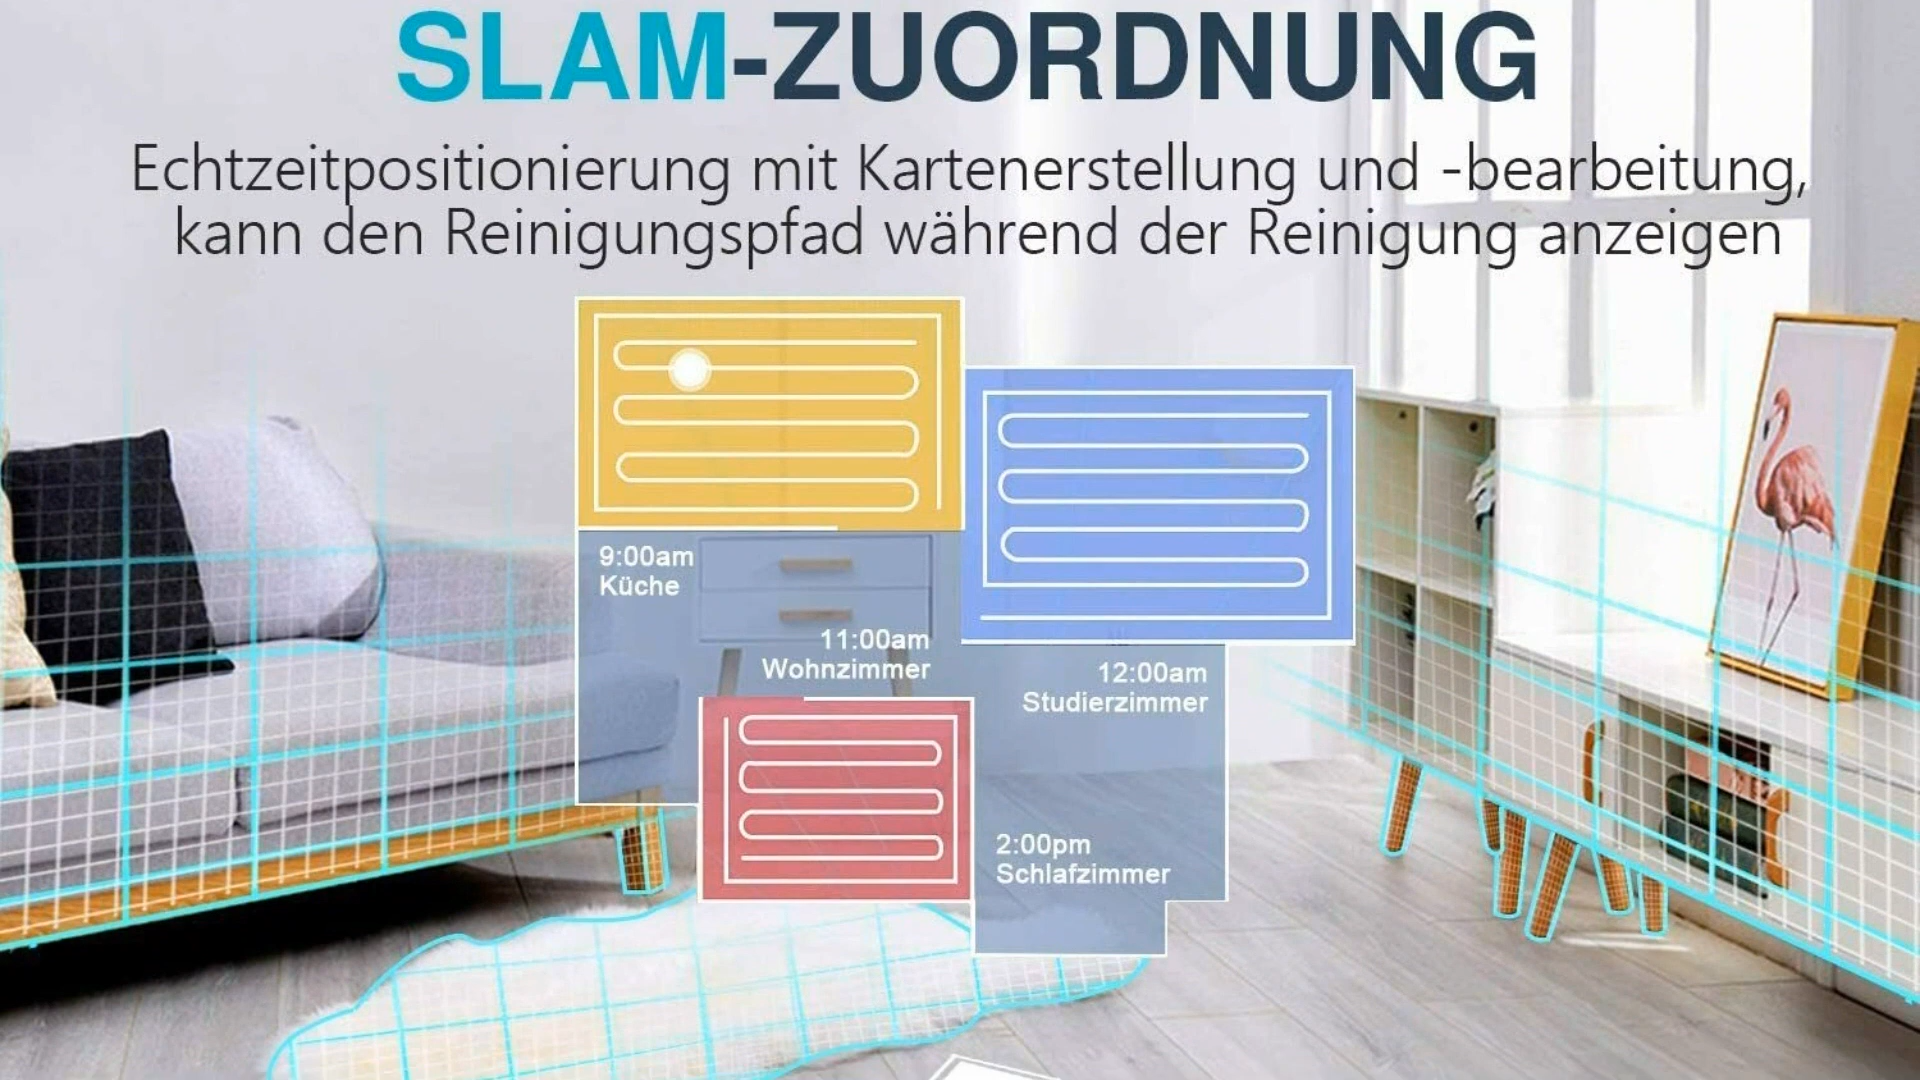 SLAM-ZUORDNUNG
Echtzeitpositionierung mit Kartenerstellung und -bearbeitung,
kann den Reinigungspfad während der Reinigung anzeigen
9:00am
Küche
11:00am
Wohnzimmer
12:00am
Studierzimmer
2:00pm
Schlafzimmer